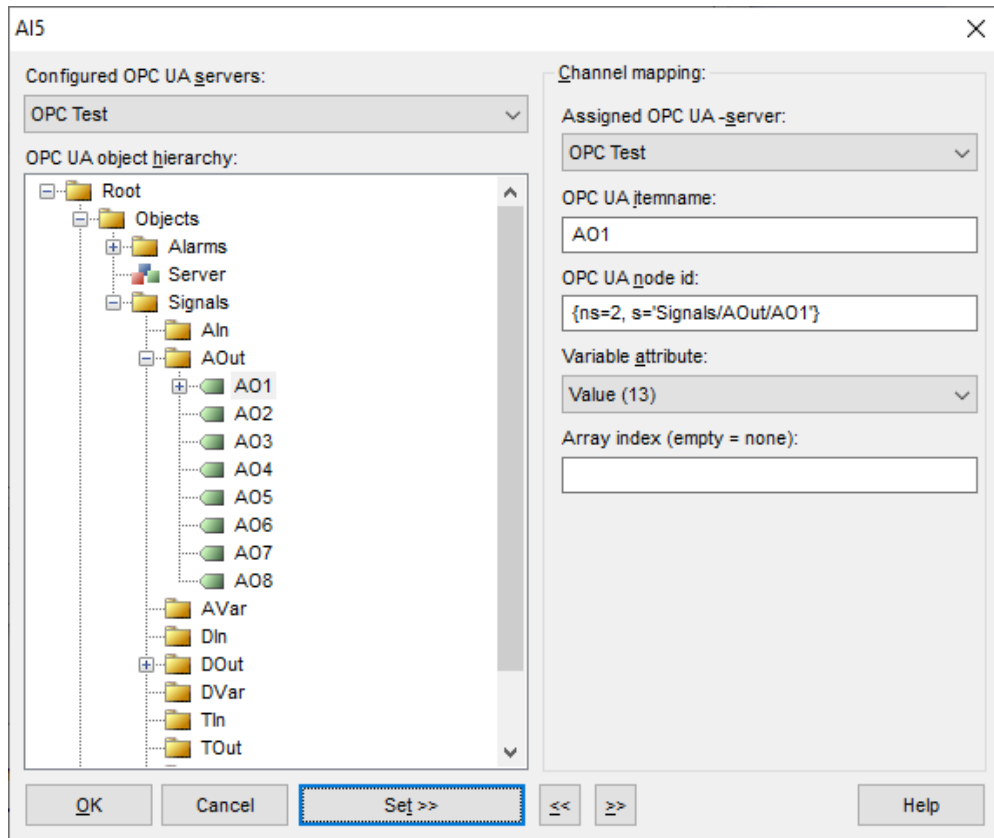 AI5
Configured OPC UA servers:
OPC Test
OPC UA object hierarchy:
Root
Objects
Alarms
Server
Signals
AIn
AOut
AO1
AO2
AO3
AO4
AO5
AO6
AO7
AO8
AVar
DIn
DOut
DVar
TIn
TOut
Channel mapping:
Assigned OPC UA -server:
OPC Test
OPC UA itemname:
AO1
OPC UA node id:
{ns=2, s='Signals/AOut/AO1'}
Variable attribute:
Value (13)
Array index (empty = none):
OK
Cancel
Set >>
<<
>>
Help